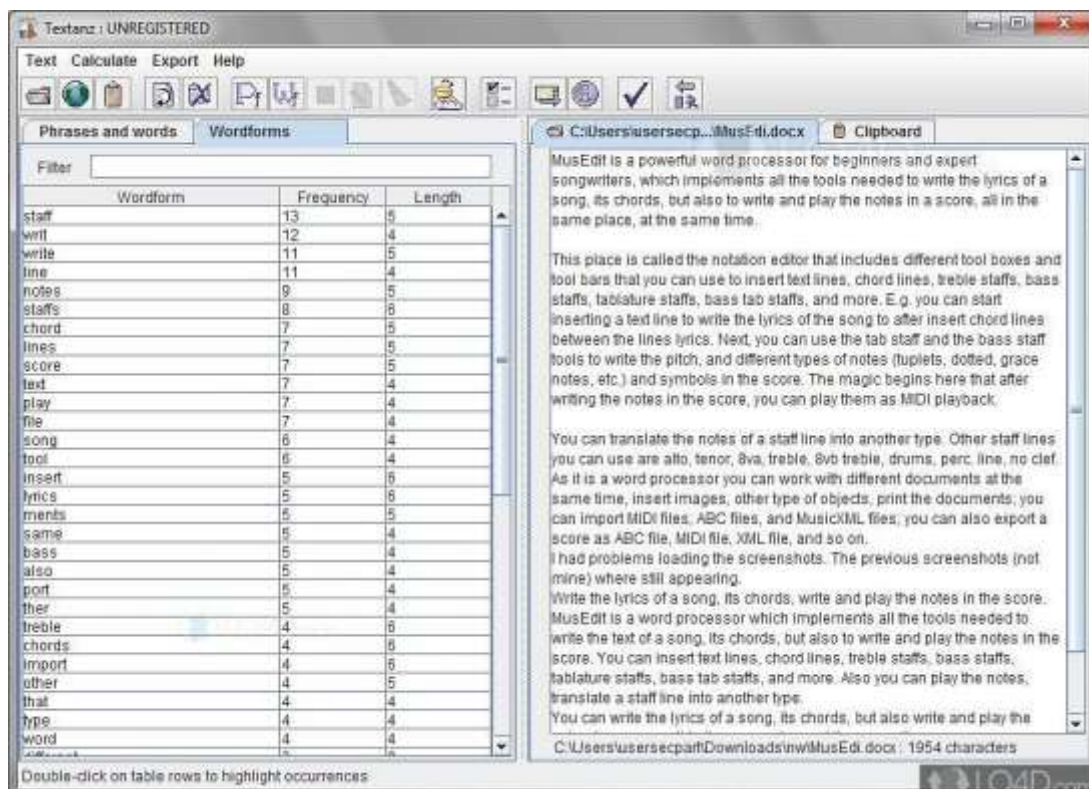 Textanz : UNREGISTERED
Text Calculate Export Help
Phrases and words Wordforms
Filter
Wordform Frequency Length
staff 13 5
writ 12 4
write 11 5
line 11 4
notes 9 5
staffs 8 6
chord 7 5
lines 7 5
score 7 5
text 7 4
play 7 4
file 7 4
song 6 4
tool 6 4
insert 5 6
lyrics 5 6
ments 5 5
same 5 4
bass 5 4
also 5 4
port 5 4
ther 5 4
treble 4 6
chords 4 6
import 4 6
other 4 5
that 4 4
type 4 4
word 4 4
Double-click on table rows to highlight occurrences
C:\Users\usersecp...\MusEdi.docx Clipboard
MusEdit is a powerful word processor for beginners and expert
songwriters, which implements all the tools needed to write the lyrics of a
song, its chords, but also to write and play the notes in a score, all in the
same place, at the same time.
This place is called the notation editor that includes different tool boxes and
tool bars that you can use to insert text lines, chord lines, treble staffs, bass
staffs, tablature staffs, bass tab staffs, and more. E.g. you can start
inserting a text line to write the lyrics of the song to after insert chord lines
between the lines lyrics. Next, you can use the tab staff and the bass staff
tools to write the pitch, and different types of notes (tuplets, dotted, grace
notes, etc.) and symbols in the score. The magic begins here that after
writing the notes in the score, you can play them as MIDI playback.
You can translate the notes of a staff line into another type. Other staff lines
you can use are alto, tenor, 8va, treble, 8vb treble, drums, perc. line, no clef.
As it is a word processor you can work with different documents at the
same time, insert images, other type of objects, print the documents; you
can import MIDI files, ABC files, and MusicXML files; you can also export a
score as ABC file, MIDI file, XML file, and so on.
I had problems loading the screenshots. The previous screenshots (not
mine) where still appearing.
Write the lyrics of a song, its chords, write and play the notes in the score.
MusEdit is a word processor which implements all the tools needed to
write the text of a song, its chords, but also to write and play the notes in the
score. You can insert text lines, chord lines, treble staffs, bass staffs,
tablature staffs, bass tab staffs, and more. Also you can play the notes,
translate a staff line into another type.
You can write the lyrics of a song, its chords, but also write and play the
C:\Users\usersecpart\Downloads\nw\MusEdi.docx : 1954 characters
LO4D.com